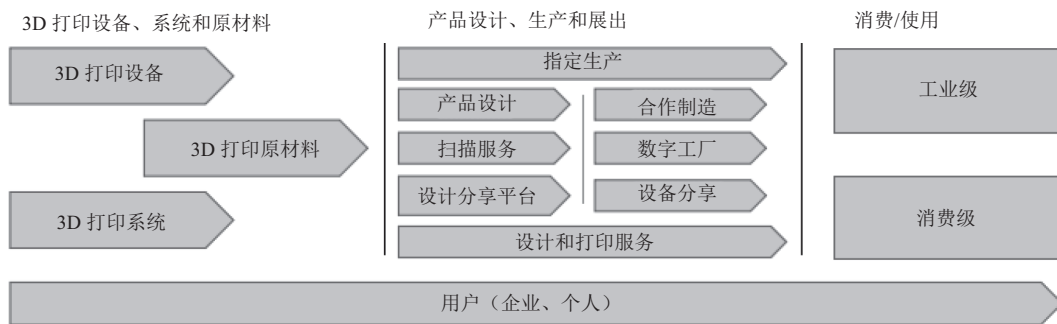 3D 打印设备、系统和原材料
产品设计、生产和展出
消费/使用
3D 打印设备
3D 打印原材料
3D 打印系统
指定生产
产品设计
合作制造
扫描服务
数字工厂
设计分享平台
设备分享
设计和打印服务
工业级
消费级
用户（企业、个人）